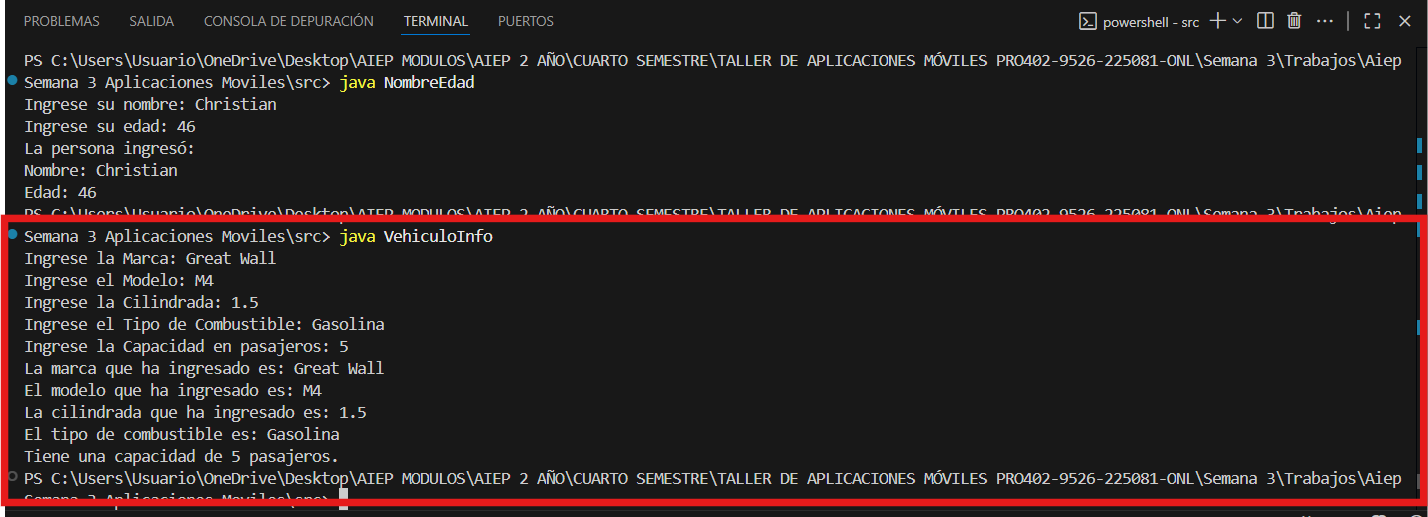 PROBLEMAS SALIDA CONSOLA DE DEPURACIÓN TERMINAL PUERTOS powershell - src
PS C:\Users\Usuario\OneDrive\Desktop\AIEP MODULOS\AIEP 2 AÑO\CUARTO SEMESTRE\TALLER DE APLICACIONES MÓVILES PRO402-9526-225081-ONL\Semana 3\Trabajos\Aiep
Semana 3 Aplicaciones Moviles\src> java NombreEdad
Ingrese su nombre: Christian
Ingrese su edad: 46
La persona ingresó:
Nombre: Christian
Edad: 46
PS C:\Users\Usuario\OneDrive\Desktop\AIEP MODULOS\AIEP 2 AÑO\CUARTO SEMESTRE\TALLER DE APLICACIONES MÓVILES PRO402-9526-225081-ONL\Semana 3\Trabajos\Aiep
Semana 3 Aplicaciones Moviles\src> java VehiculoInfo
Ingrese la Marca: Great Wall
Ingrese el Modelo: M4
Ingrese la Cilindrada: 1.5
Ingrese el Tipo de Combustible: Gasolina
Ingrese la Capacidad en pasajeros: 5
La marca que ha ingresado es: Great Wall
El modelo que ha ingresado es: M4
La cilindrada que ha ingresado es: 1.5
El tipo de combustible es: Gasolina
Tiene una capacidad de 5 pasajeros.
PS C:\Users\Usuario\OneDrive\Desktop\AIEP MODULOS\AIEP 2 AÑO\CUARTO SEMESTRE\TALLER DE APLICACIONES MÓVILES PRO402-9526-225081-ONL\Semana 3\Trabajos\Aiep
Semana 3 Aplicaciones Moviles\src>